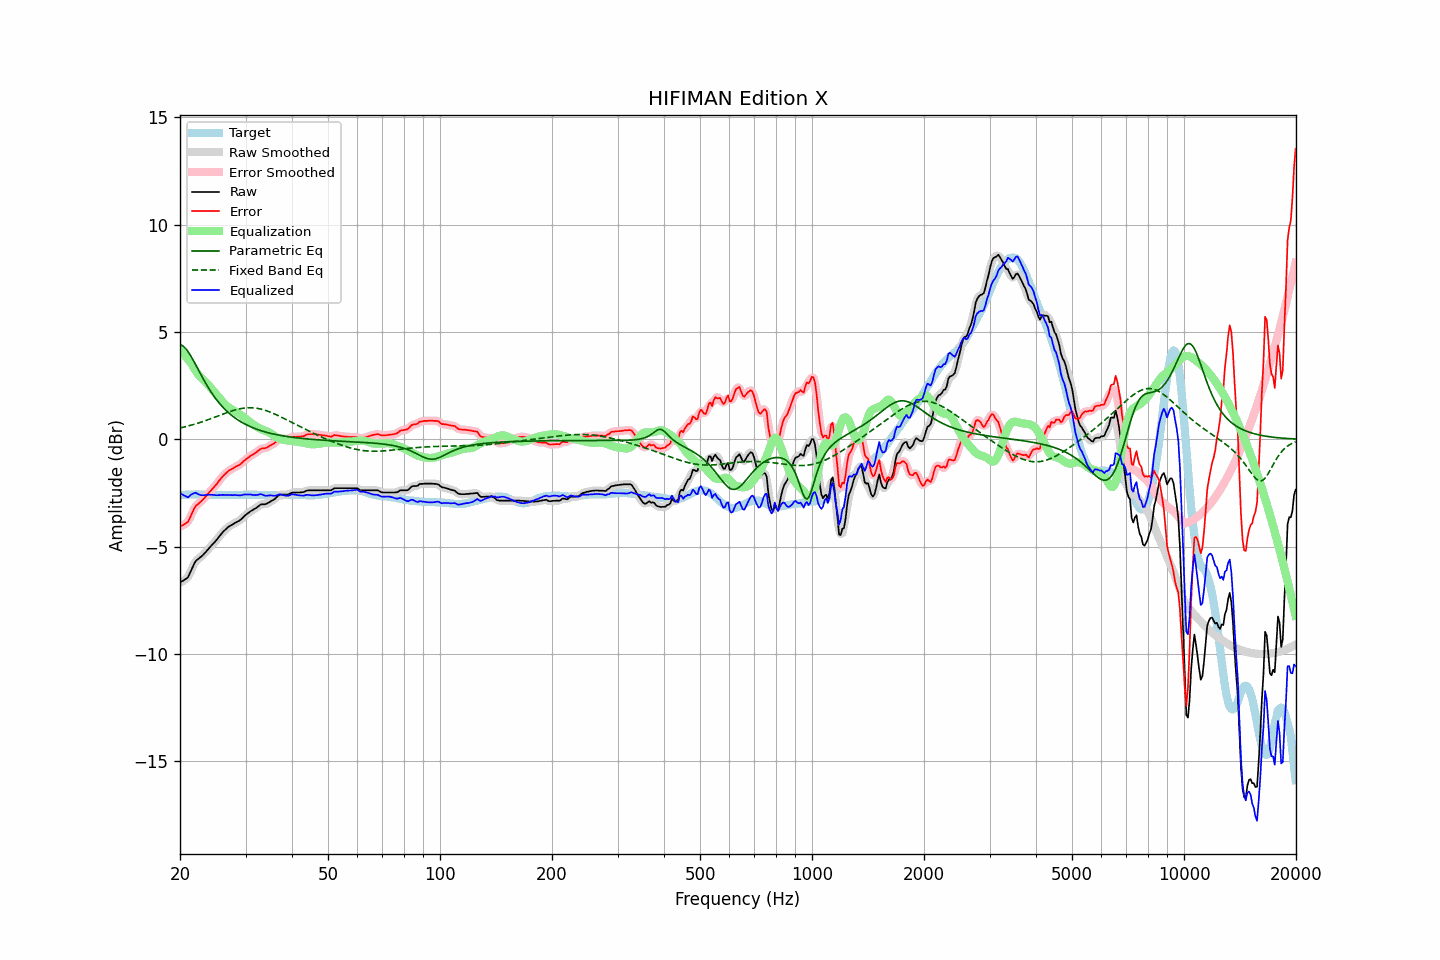 HIFIMAN Edition X
Target
Raw Smoothed
Error Smoothed
Raw
Error
Equalization
Parametric Eq
Fixed Band Eq
Equalized
15
10
5
0
−5
−10
−15
Amplitude (dBr)
20
50
100
200
500
1000
2000
5000
10000
20000
Frequency (Hz)